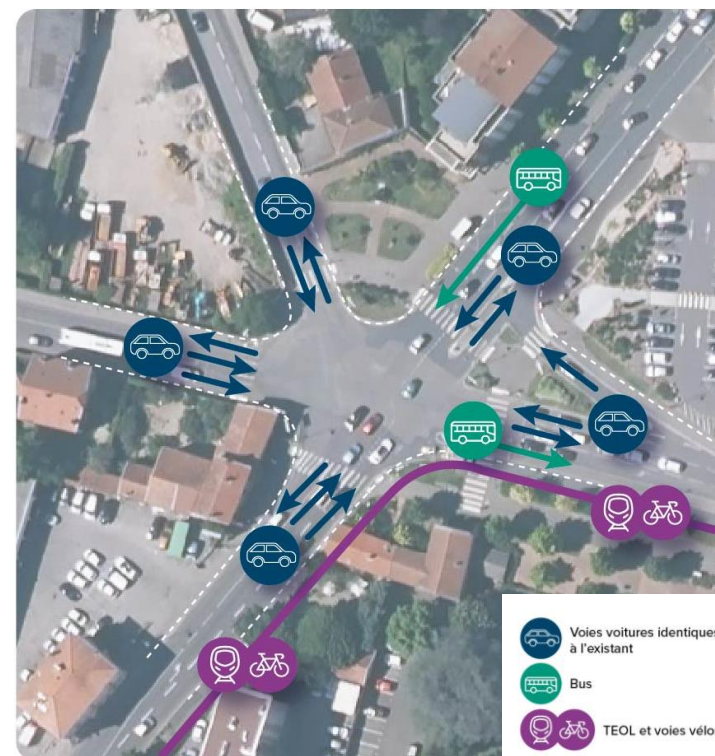 Voies voitures identiques
à l'existant
Bus
TEOL et voies vélo